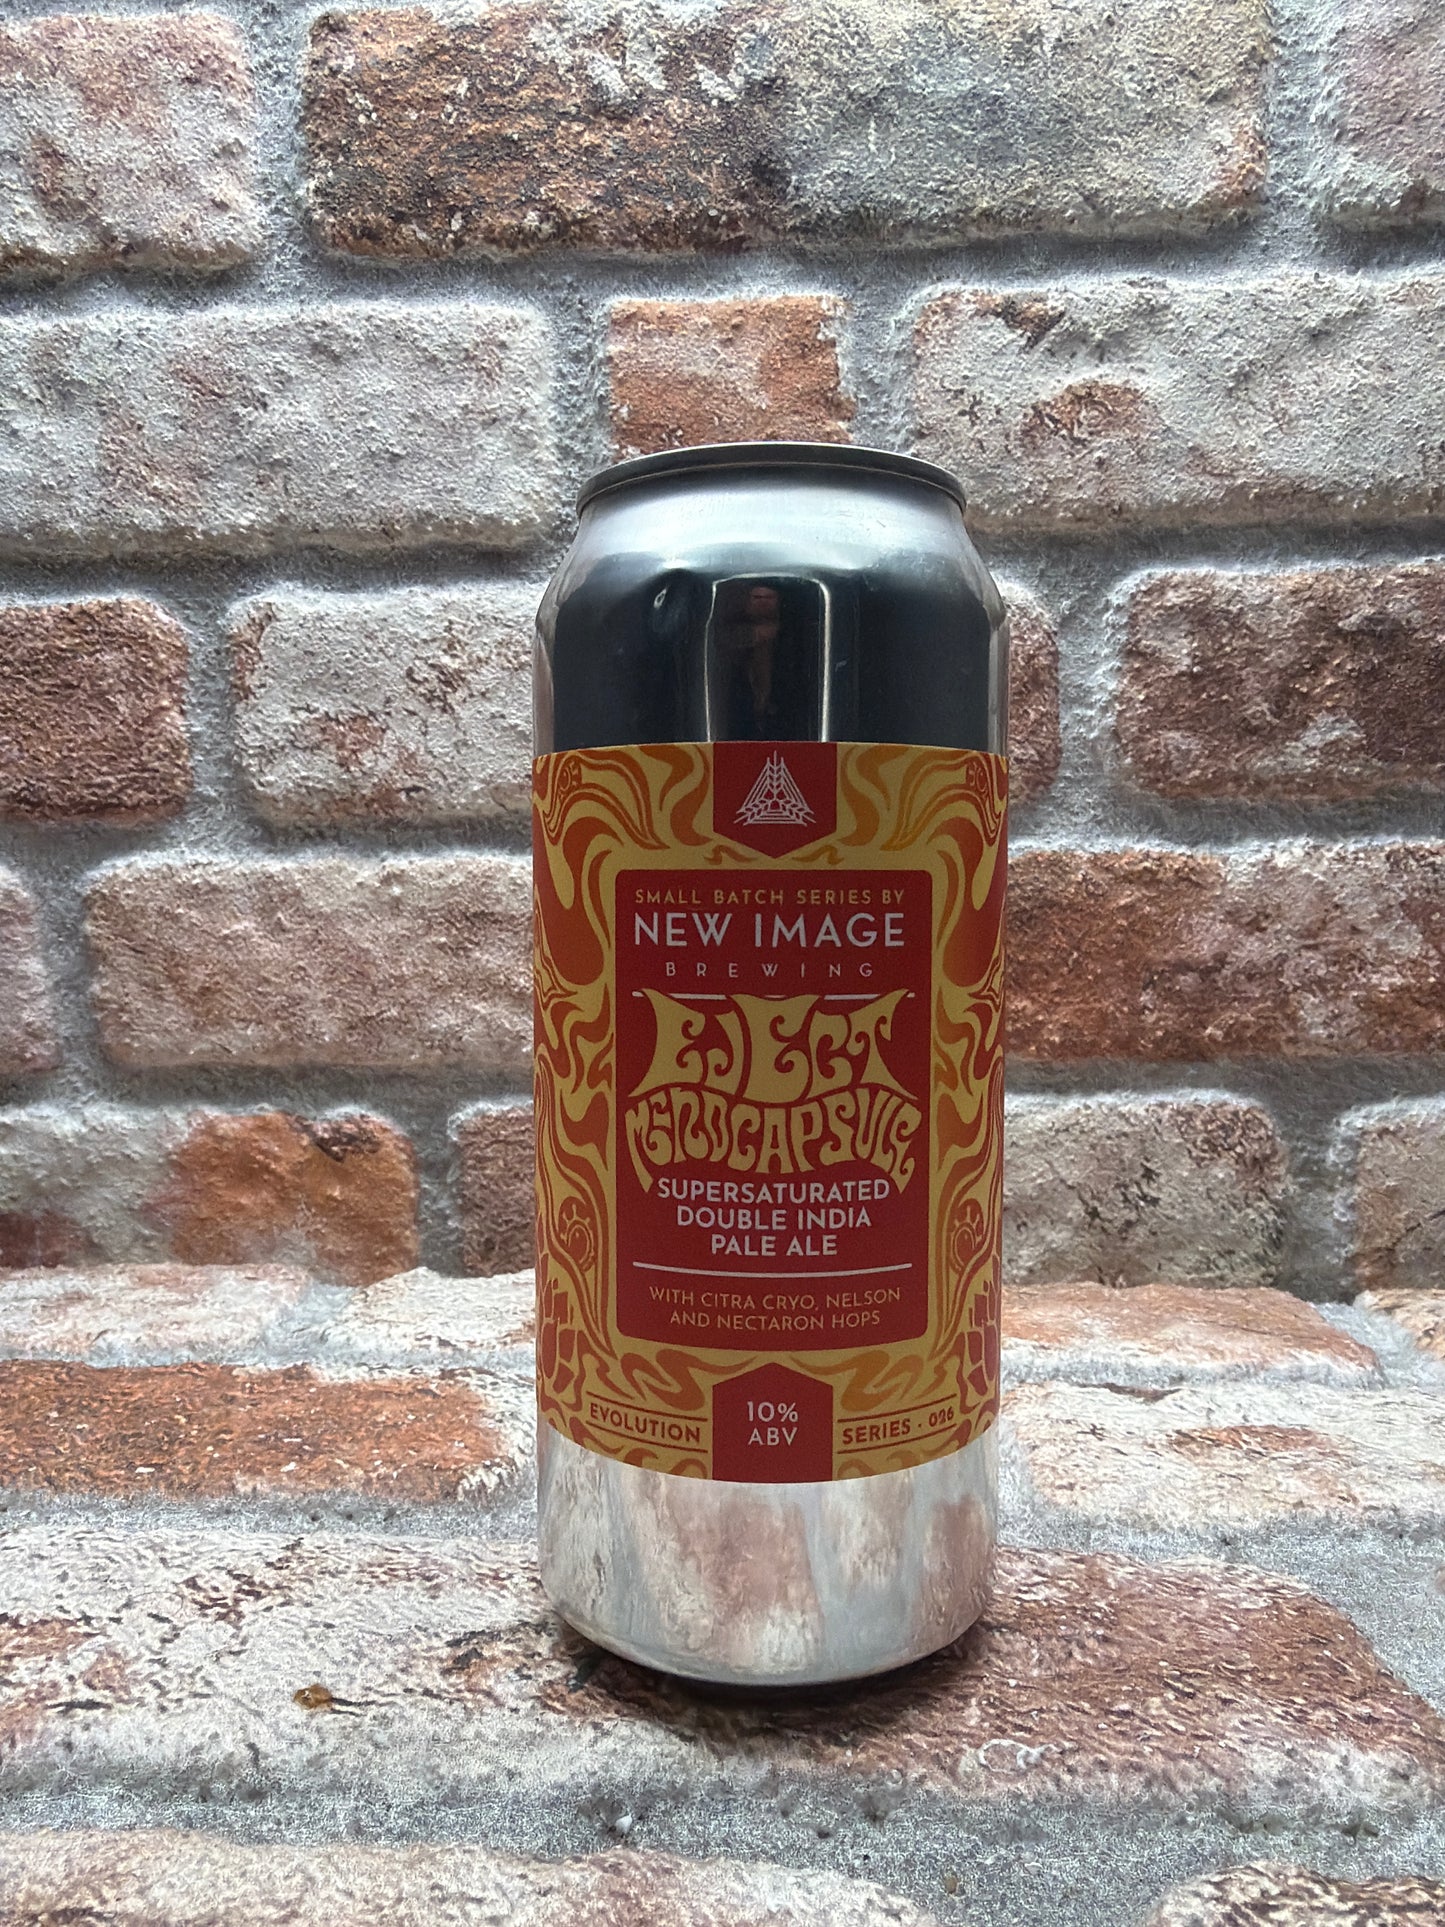 SMALL BATCH SERIES BY
NEW IMAGE
BREWING
EJECT
MINDCAPSULE
SUPERSATURATED
DOUBLE INDIA
PALE ALE
WITH CITRA CRYO, NELSON
AND NECTARON HOPS
EVOLUTION
10%
ABV
SERIES · 026